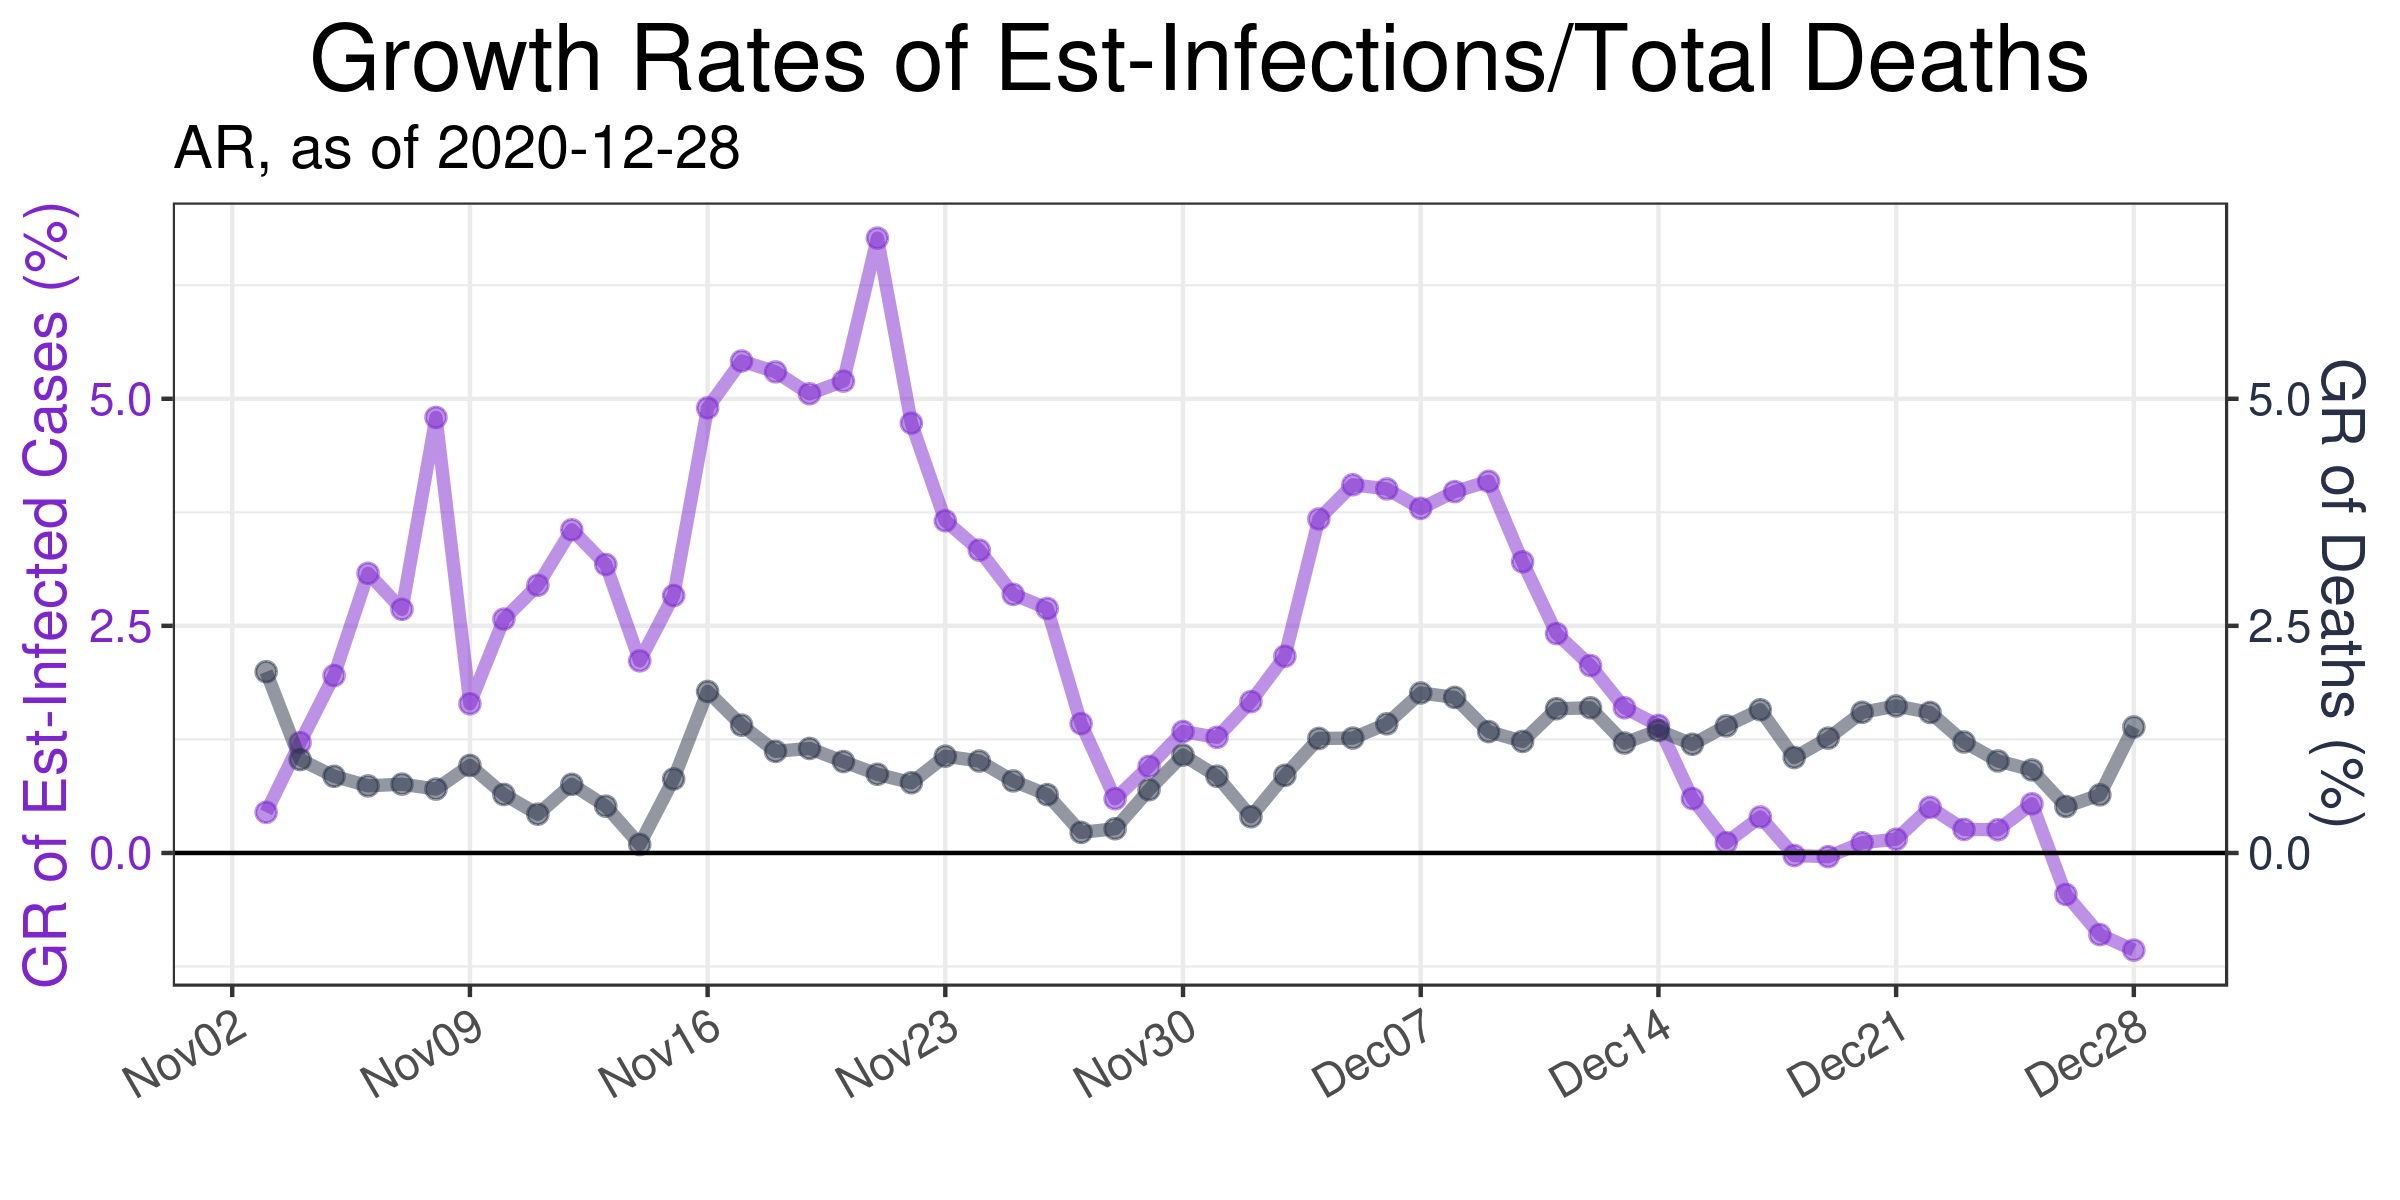 Growth Rates of Est-Infections/Total Deaths
AR, as of 2020-12-28
GR of Est-Infected Cases (%)
5.0
2.5
0.0
5.0
2.5
0.0
GR of Deaths (%)
Nov02
Nov09
Nov16
Nov23
Nov30
Dec07
Dec14
Dec21
Dec28